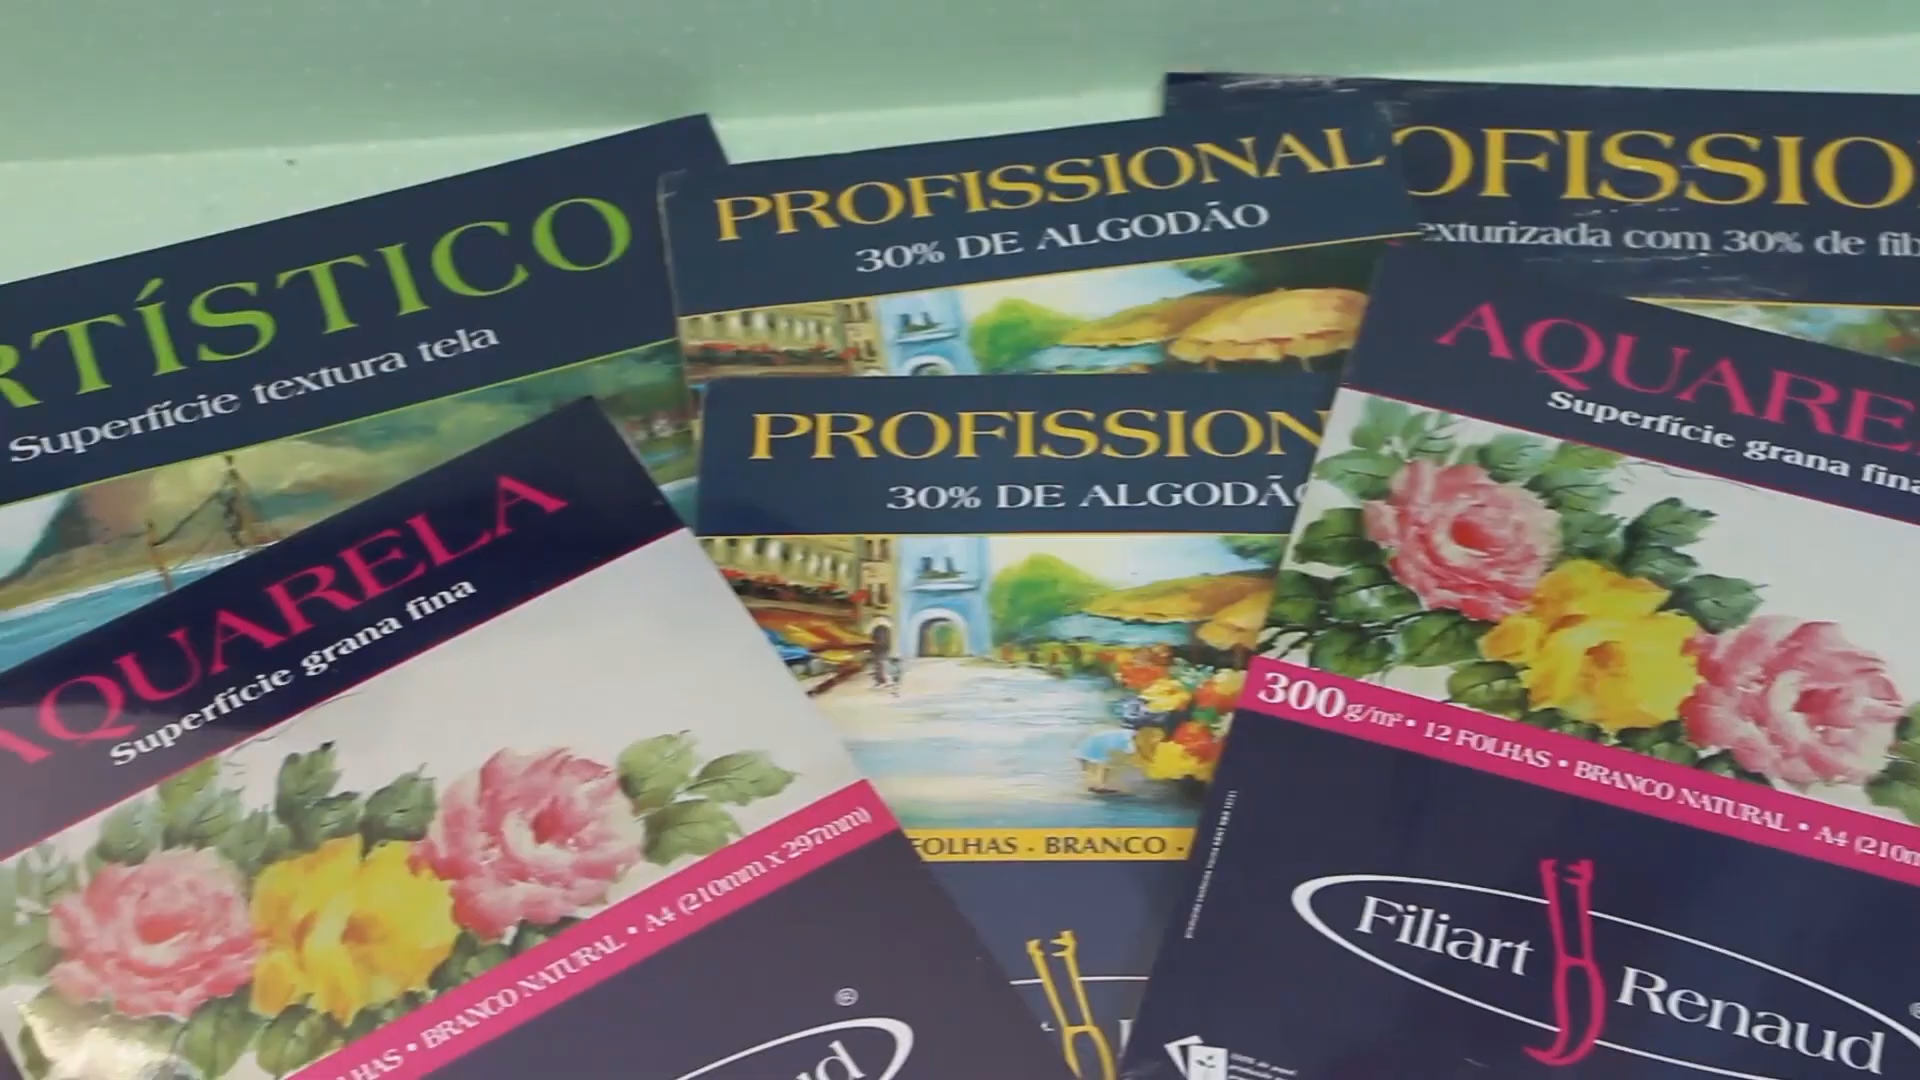 RTÍSTICO
Superfície textura tela
PROFISSIONAL
30% DE ALGODÃO
OFISSIO
exturizada com 30% de fib
AQUARELA
Superfície grana fina
LHAS • BRANCO NATURAL • A4 (210mm x 297mm)
®
ud
PROFISSION
30% DE ALGODÃO
FOLHAS - BRANCO -
AQUARE
Superfície grana fina
300g/m² • 12 FOLHAS • BRANCO NATURAL • A4 (210m
Filiart Renaud